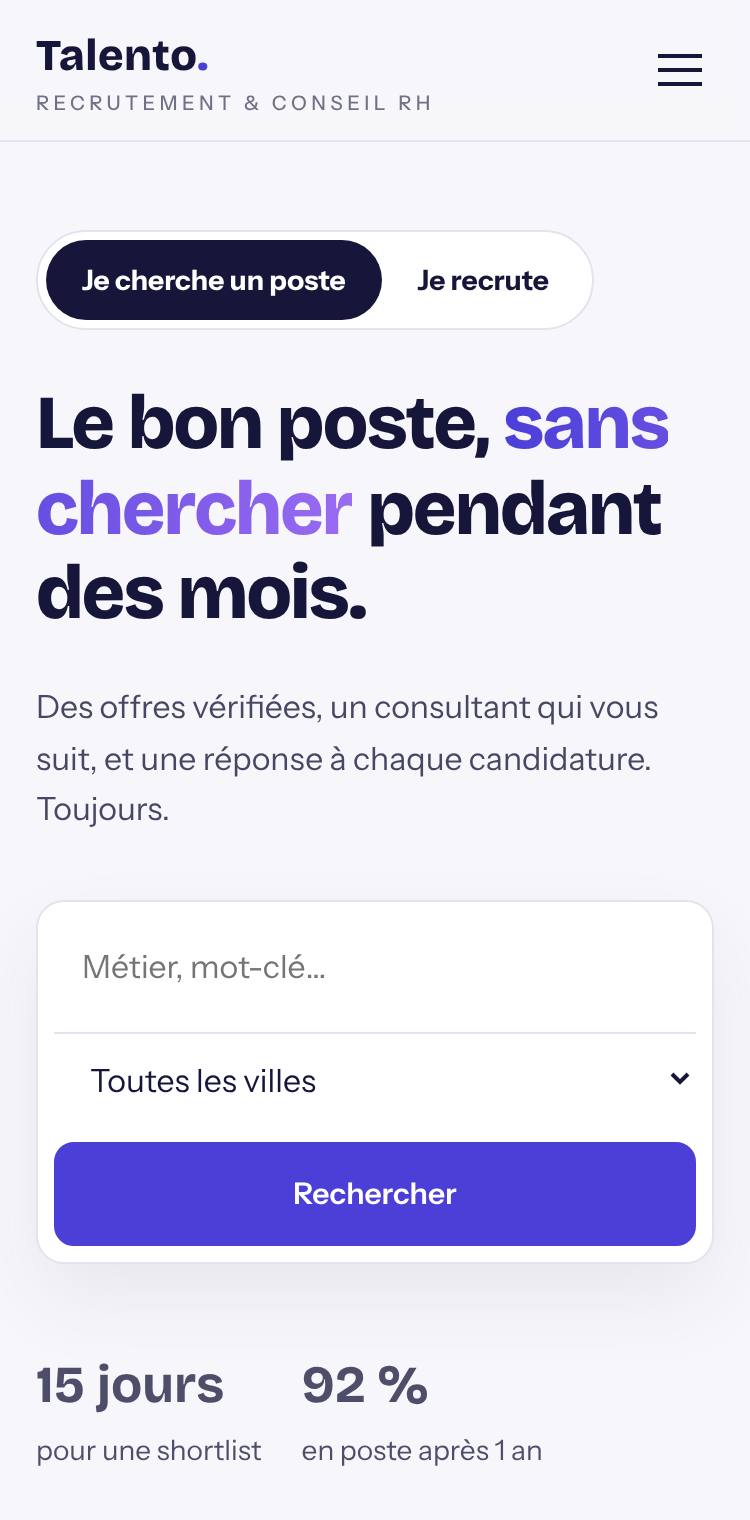 Talento.
RECRUTEMENT & CONSEIL RH
Je cherche un poste
Je recrute
Le bon poste, sans
chercher pendant
des mois.
Des offres vérifiées, un consultant qui vous
suit, et une réponse à chaque candidature.
Toujours.
Métier, mot-clé...
Toutes les villes
Rechercher
15 jours
pour une shortlist
92 %
en poste après 1 an